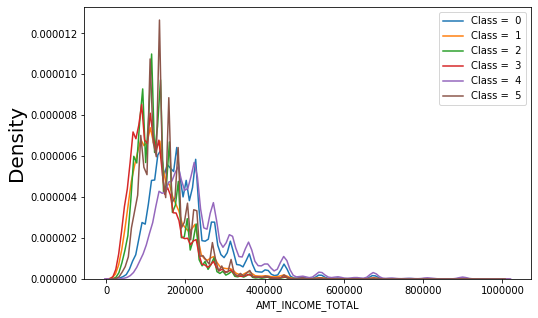 Class = 0
Class = 1
Class = 2
Class = 3
Class = 4
Class = 5
0.000012
0.000010
0.000008
0.000006
0.000004
0.000002
0.000000
Density
0 200000 400000 600000 800000 1000000
AMT_INCOME_TOTAL